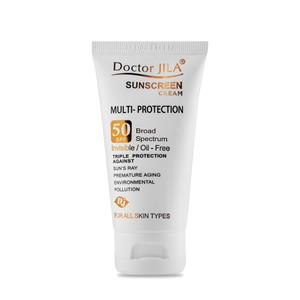 Doctor JILA®
SUNSCREEN
CREAM
MULTI- PROTECTION
50
SPF
Broad
Spectrum
Invisible / Oil - Free
TRIPLE PROTECTION
AGAINST
SUN'S RAY
PREMATURE AGING
ENVIRONMENTAL
POLLUTION
FOR ALL SKIN TYPES